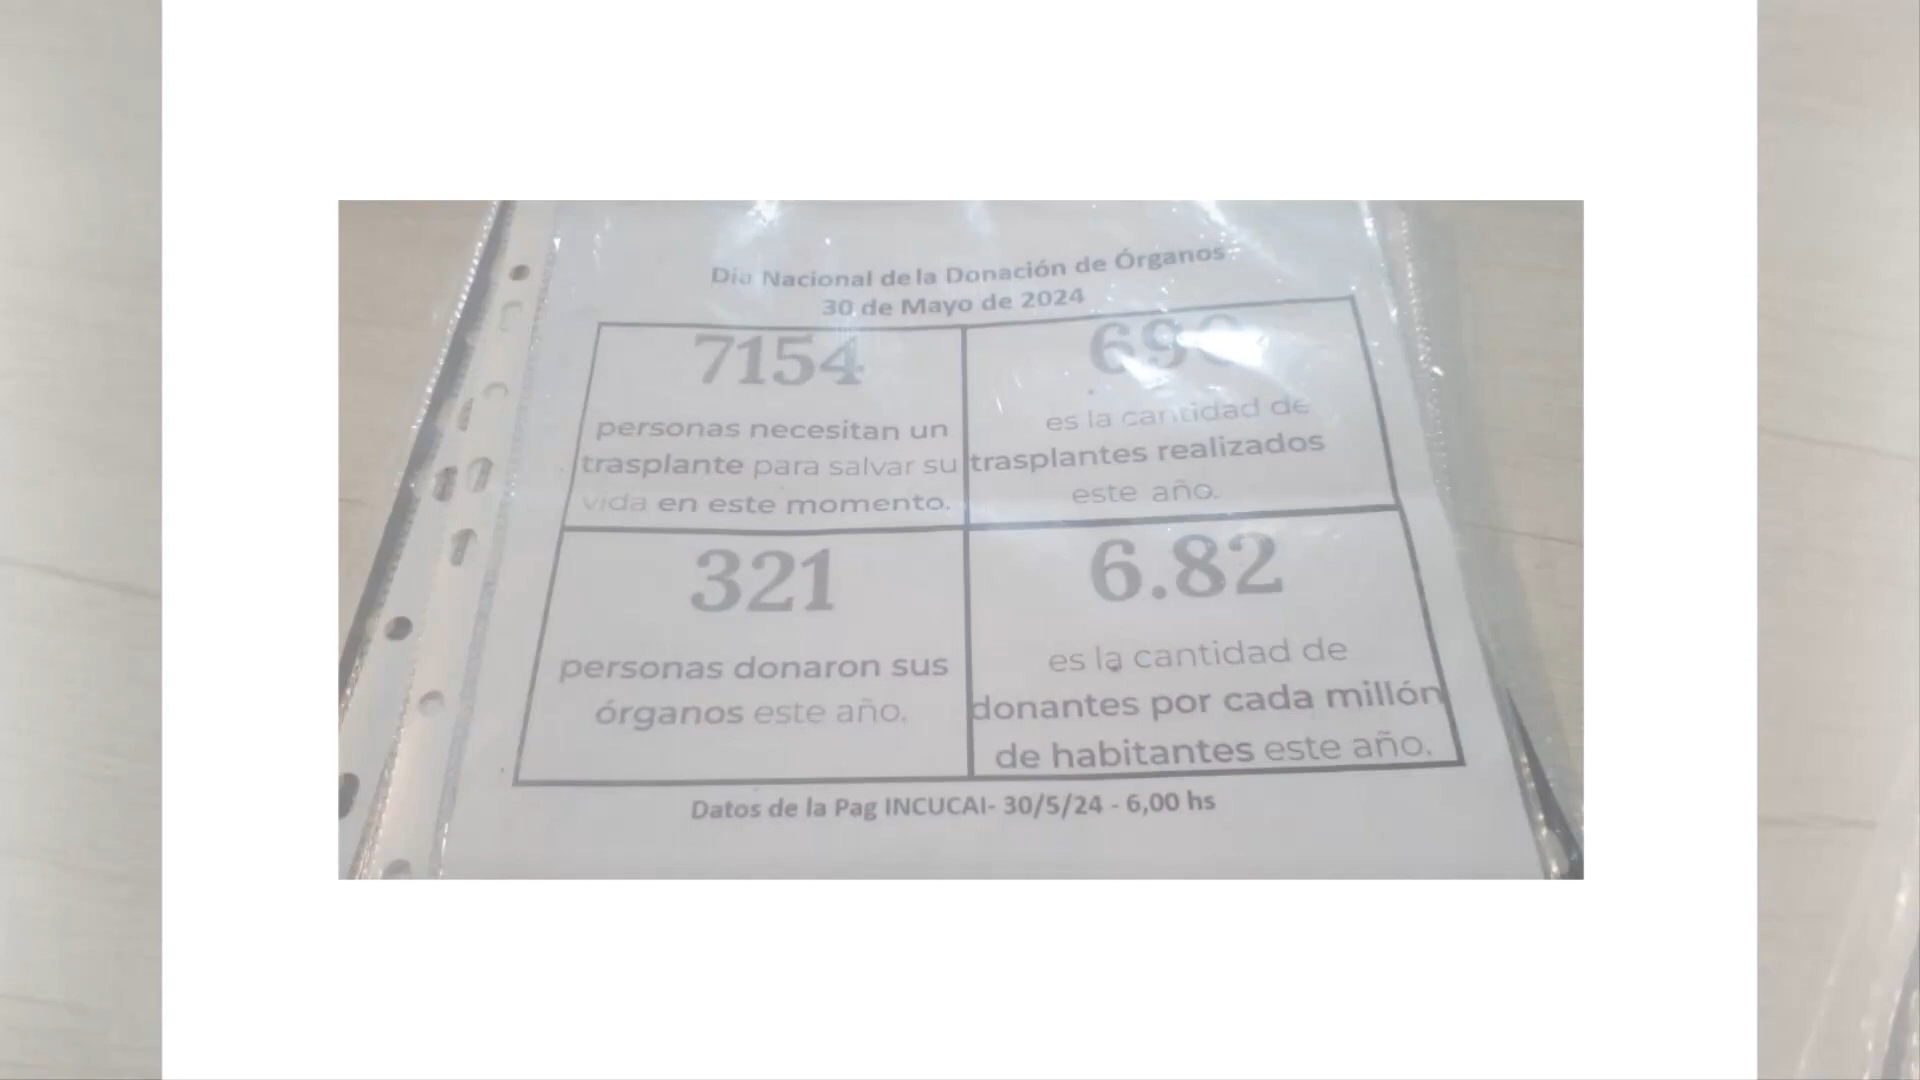 Día Nacional de la Donación de Órganos
30 de Mayo de 2024
7154
personas necesitan un
trasplante para salvar su
vida en este momento.
es la cantidad de
trasplantes realizados
este año.
321
personas donaron sus
órganos este año.
6.82
es la cantidad de
donantes por cada millón
de habitantes este año.
Datos de la Pag INCUCAI- 30/5/24 - 6,00 hs